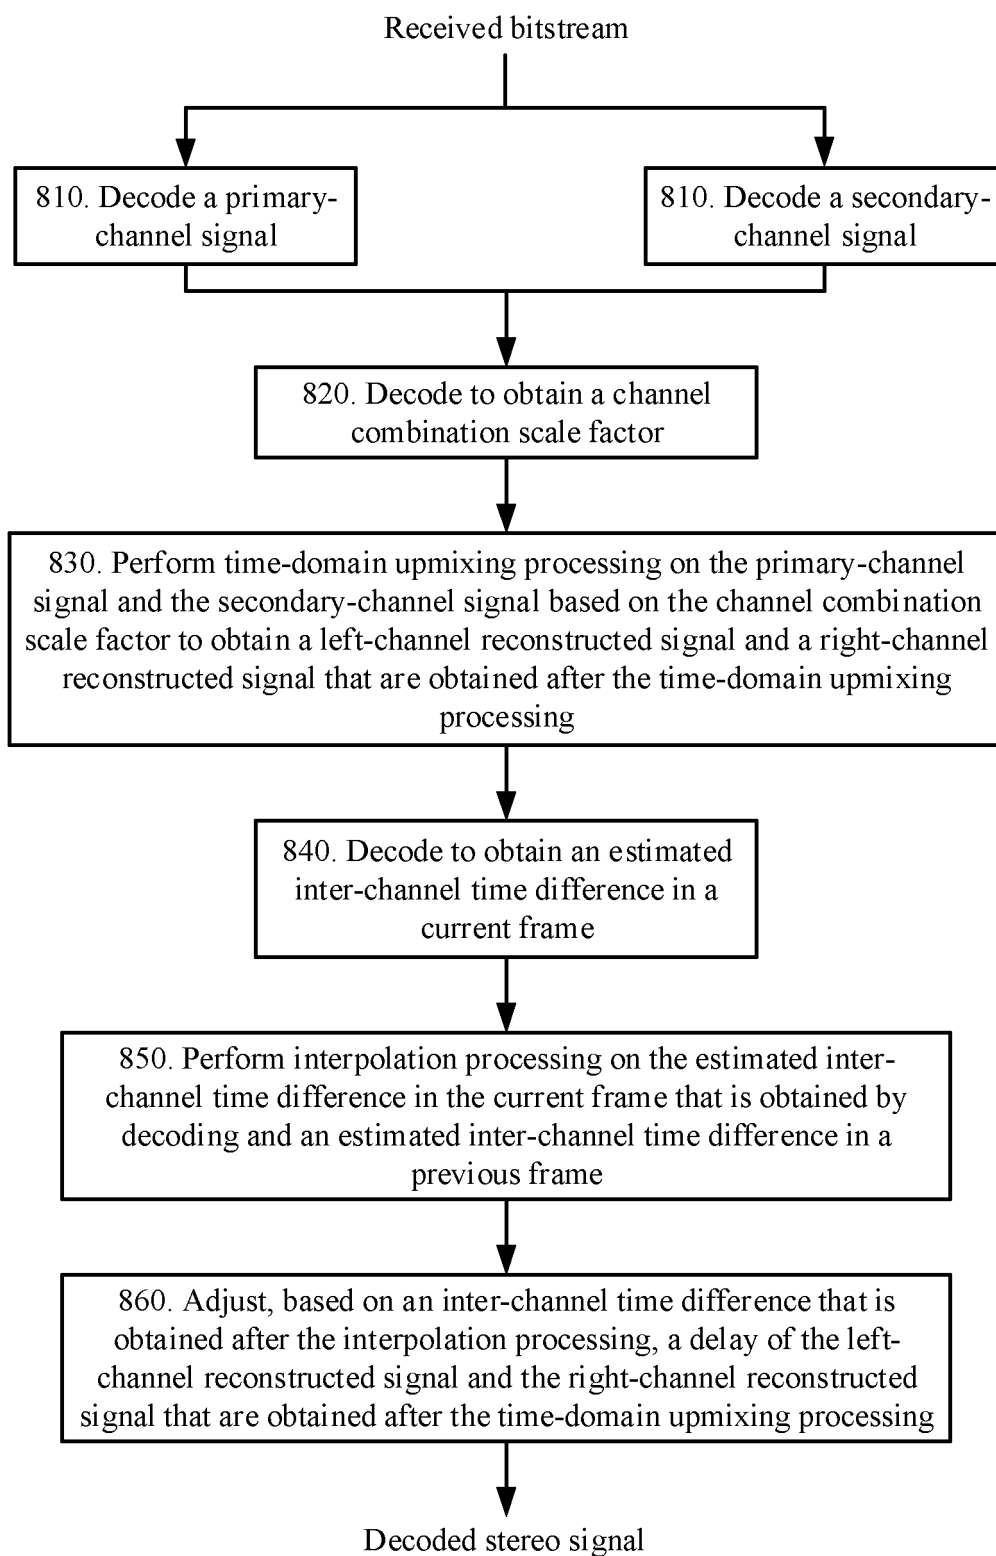 Received bitstream
810. Decode a primary-
channel signal
810. Decode a secondary-
channel signal
820. Decode to obtain a channel
combination scale factor
830. Perform time-domain upmixing processing on the primary-channel
signal and the secondary-channel signal based on the channel combination
scale factor to obtain a left-channel reconstructed signal and a right-channel
reconstructed signal that are obtained after the time-domain upmixing
processing
840. Decode to obtain an estimated
inter-channel time difference in a
current frame
850. Perform interpolation processing on the estimated inter-
channel time difference in the current frame that is obtained by
decoding and an estimated inter-channel time difference in a
previous frame
860. Adjust, based on an inter-channel time difference that is
obtained after the interpolation processing, a delay of the left-
channel reconstructed signal and the right-channel reconstructed
signal that are obtained after the time-domain upmixing processing
Decoded stereo signal